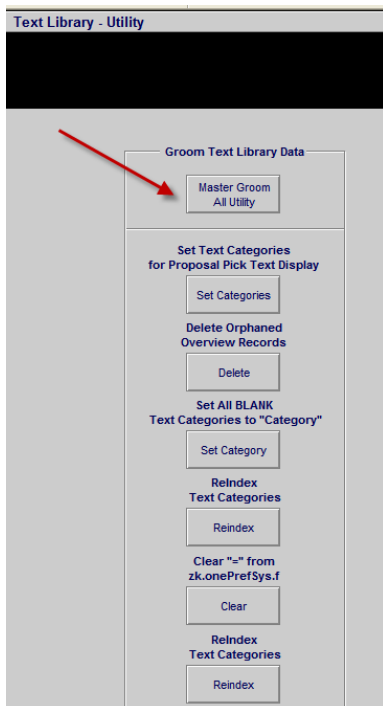 Text Library - Utility
Groom Text Library Data
Master Groom
All Utility
Set Text Categories
for Proposal Pick Text Display
Set Categories
Delete Orphaned
Overview Records
Delete
Set All BLANK
Text Categories to "Category"
Set Category
ReIndex
Text Categories
Reindex
Clear "=" from
zk.onePrefSys.f
Clear
ReIndex
Text Categories
Reindex